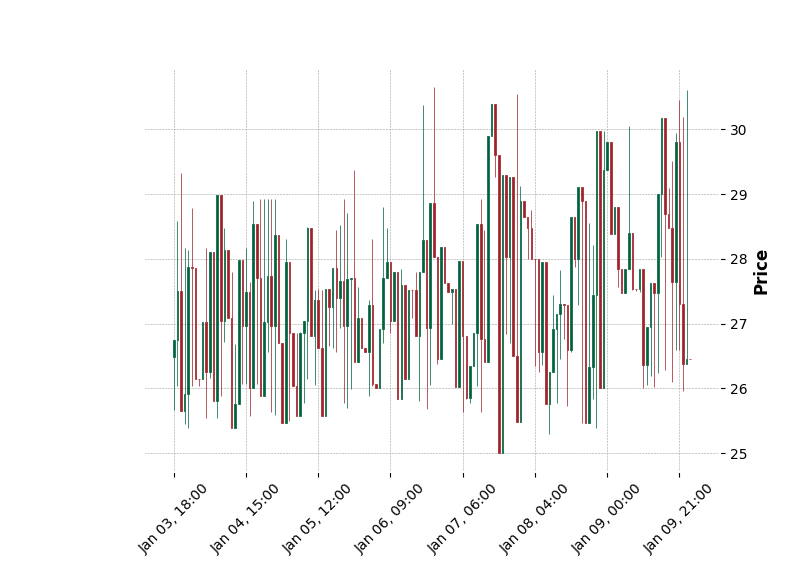 30
29
28
27
26
25
Price
Jan 03, 18:00
Jan 04, 15:00
Jan 05, 12:00
Jan 06, 09:00
Jan 07, 06:00
Jan 08, 04:00
Jan 09, 00:00
Jan 09, 21:00